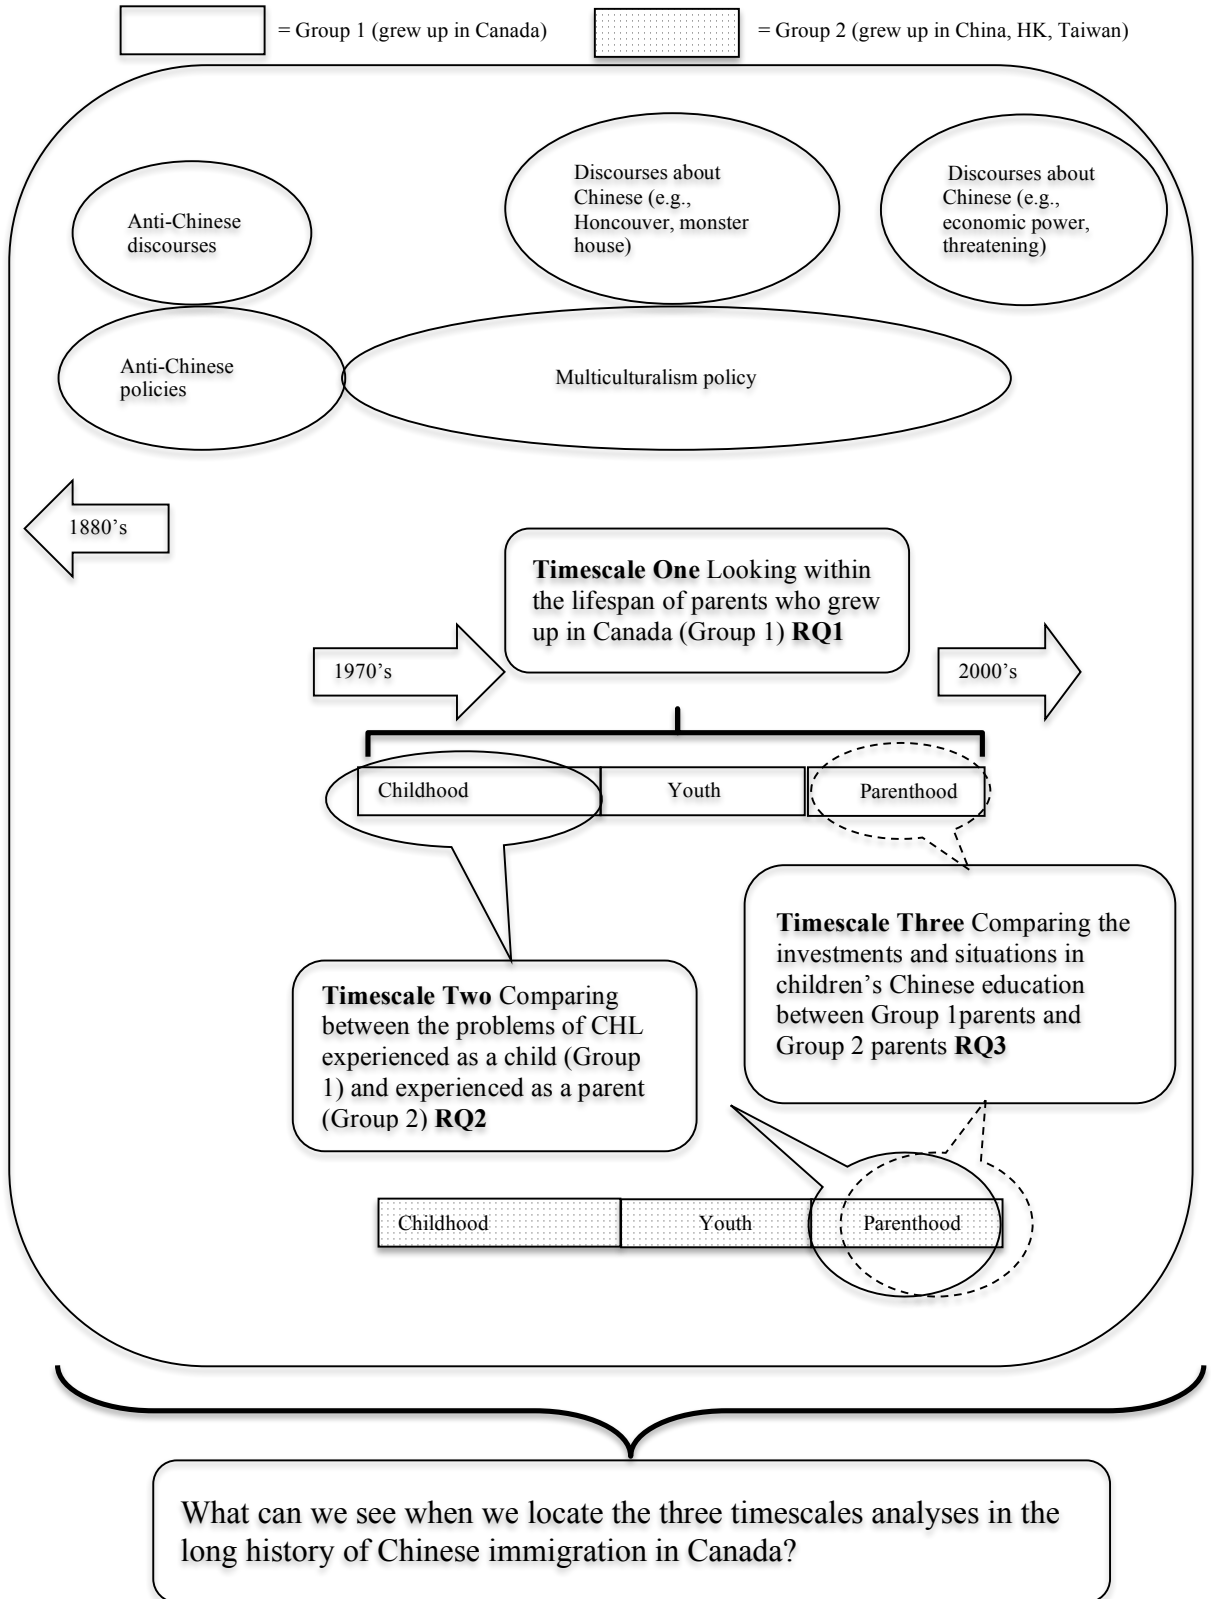 = Group 1 (grew up in Canada)
= Group 2 (grew up in China, HK, Taiwan)
Anti-Chinese
discourses
Discourses about
Chinese (e.g.,
Honcouver, monster
house)
Discourses about
Chinese (e.g.,
economic power,
threatening)
Anti-Chinese
policies
Multiculturalism policy
1880’s
Timescale One Looking within
the lifespan of parents who grew
up in Canada (Group 1) RQ1
1970’s
2000’s
Childhood
Youth
Parenthood
Timescale Two Comparing
between the problems of CHL
experienced as a child (Group
1) and experienced as a parent
(Group 2) RQ2
Timescale Three Comparing the
investments and situations in
children’s Chinese education
between Group 1parents and
Group 2 parents RQ3
Childhood
Youth
Parenthood
What can we see when we locate the three timescales analyses in the
long history of Chinese immigration in Canada?